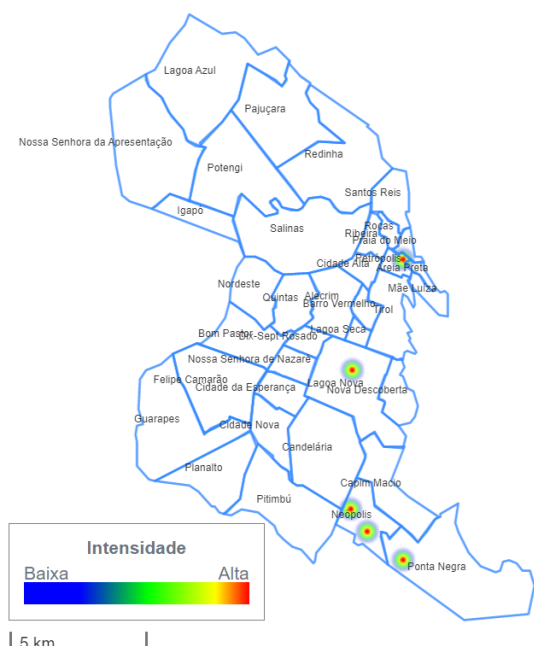 Lagoa Azul
Pajuçara
Nossa Senhora da Apresentação
Redinha
Potengi
Santos Reis
Igapó
Salinas
Rocas
Ribeira
Praia do Meio
Petrópolis
Cidade Alta
Areia Preta
Nordeste
Mãe Luíza
Quintas
Alecrim
Barro Vermelho
Tirol
Bom Pastor
Dix-Sept Rosado
Lagoa Seca
Nossa Senhora de Nazaré
Felipe Camarão
Cidade da Esperança
Lagoa Nova
Nova Descoberta
Guarapes
Cidade Nova
Candelária
Planalto
Pitimbú
Capim Macio
Neópolis
Ponta Negra
Intensidade
Baixa Alta
5 km